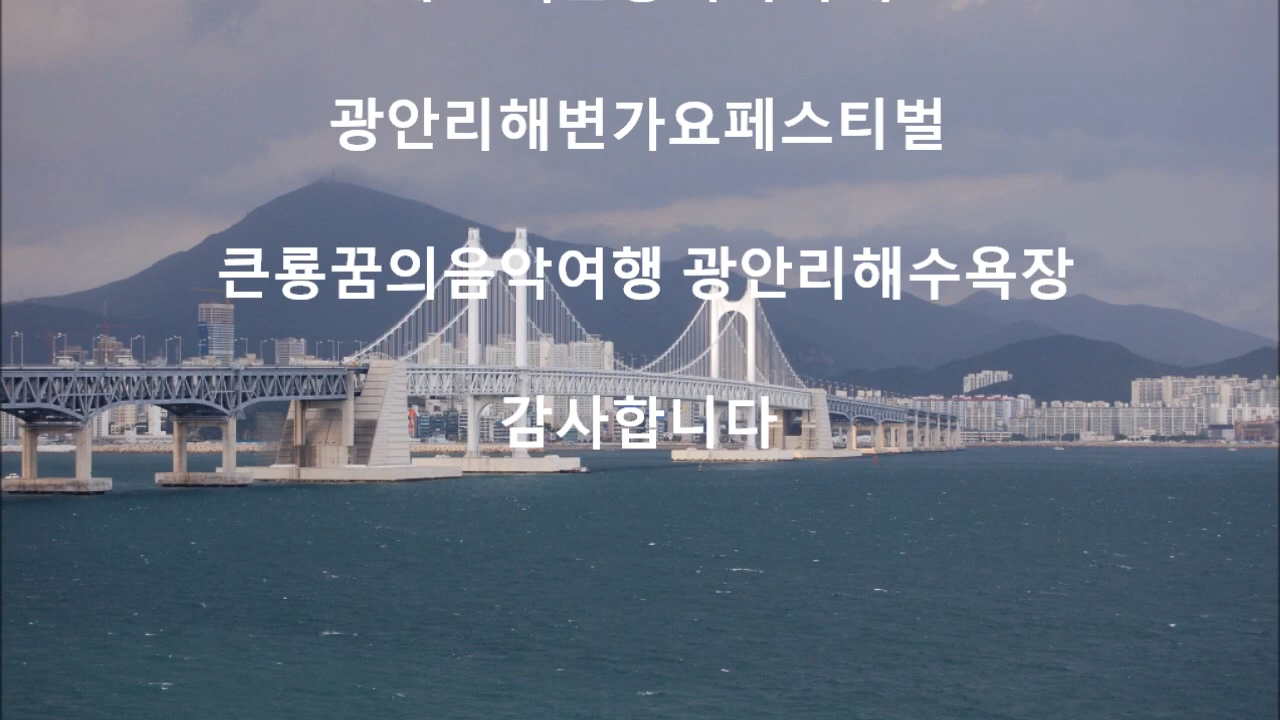 광안리해변가요페스티벌
큰룡꿈의음악여행 광안리해수욕장
감사합니다